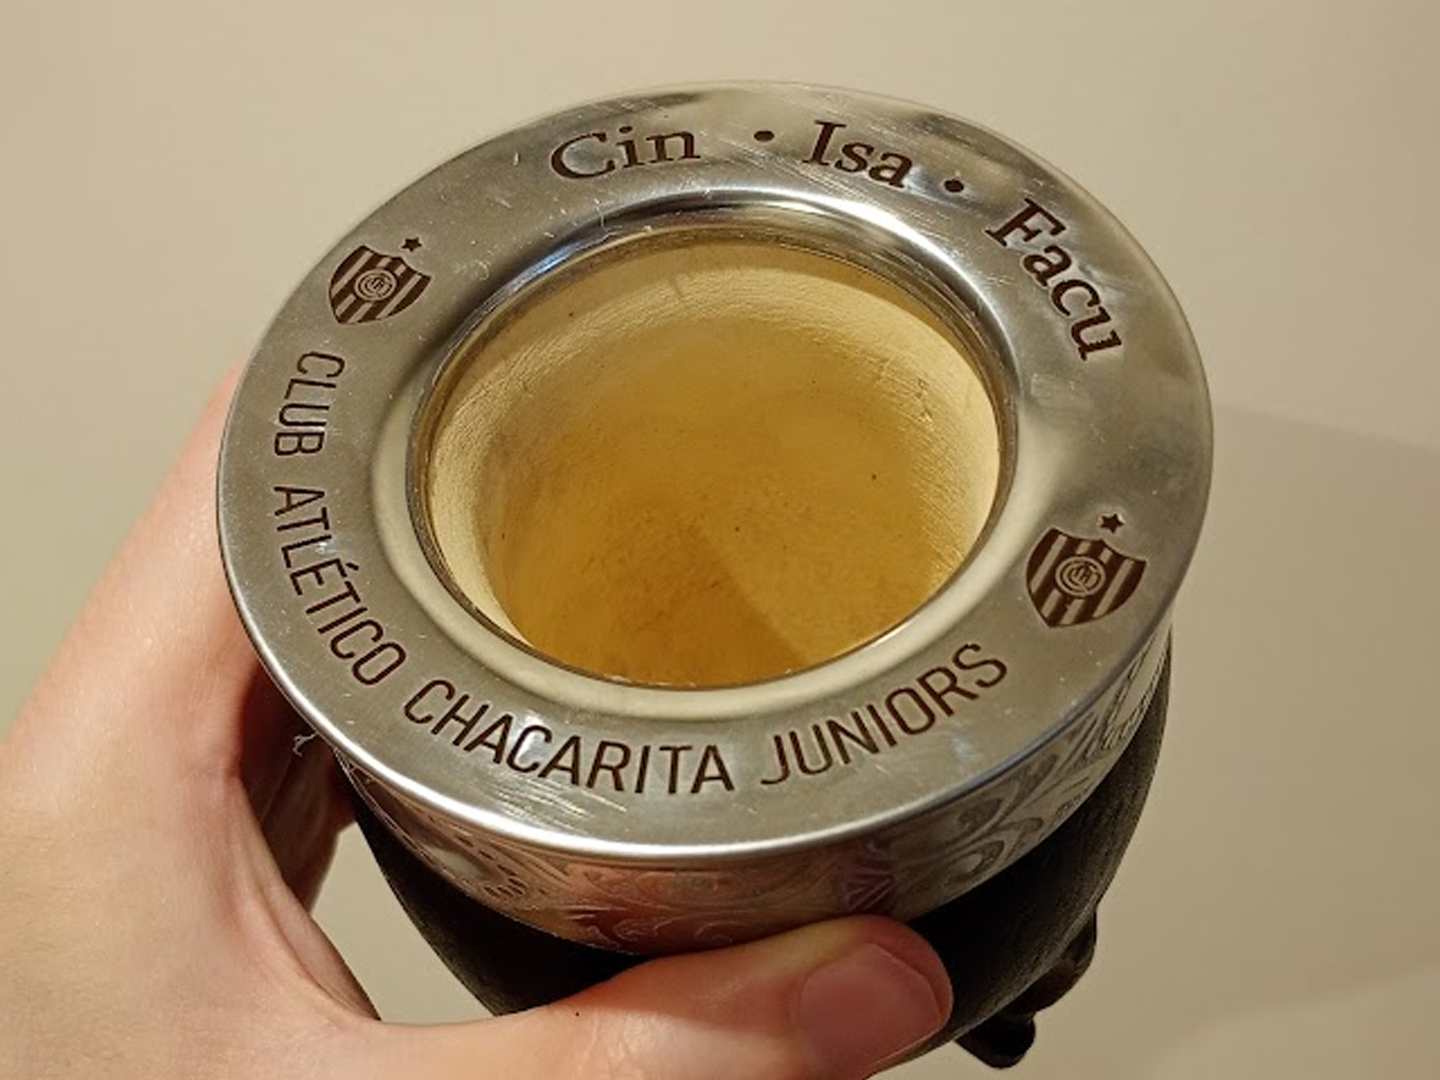 Cin • Isa • Facu
CLUB ATLÉTICO CHACARITA JUNIORS